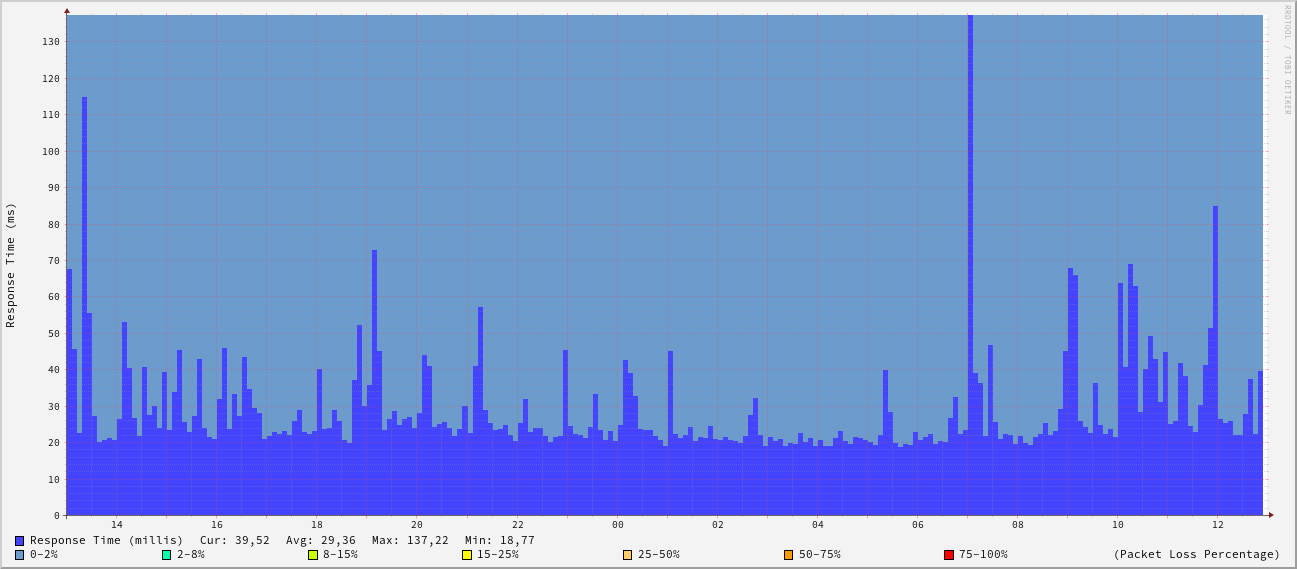 RRDTOOL / TOBI OETIKER
Response Time (ms)
130
120
110
100
90
80
70
60
50
40
30
20
10
0
14 16 18 20 22 00 02 04 06 08 10 12
Response Time (millis) Cur: 39,52 Avg: 29,36 Max: 137,22 Min: 18,77
0-2% 2-8% 8-15% 15-25% 25-50% 50-75% 75-100% (Packet Loss Percentage)